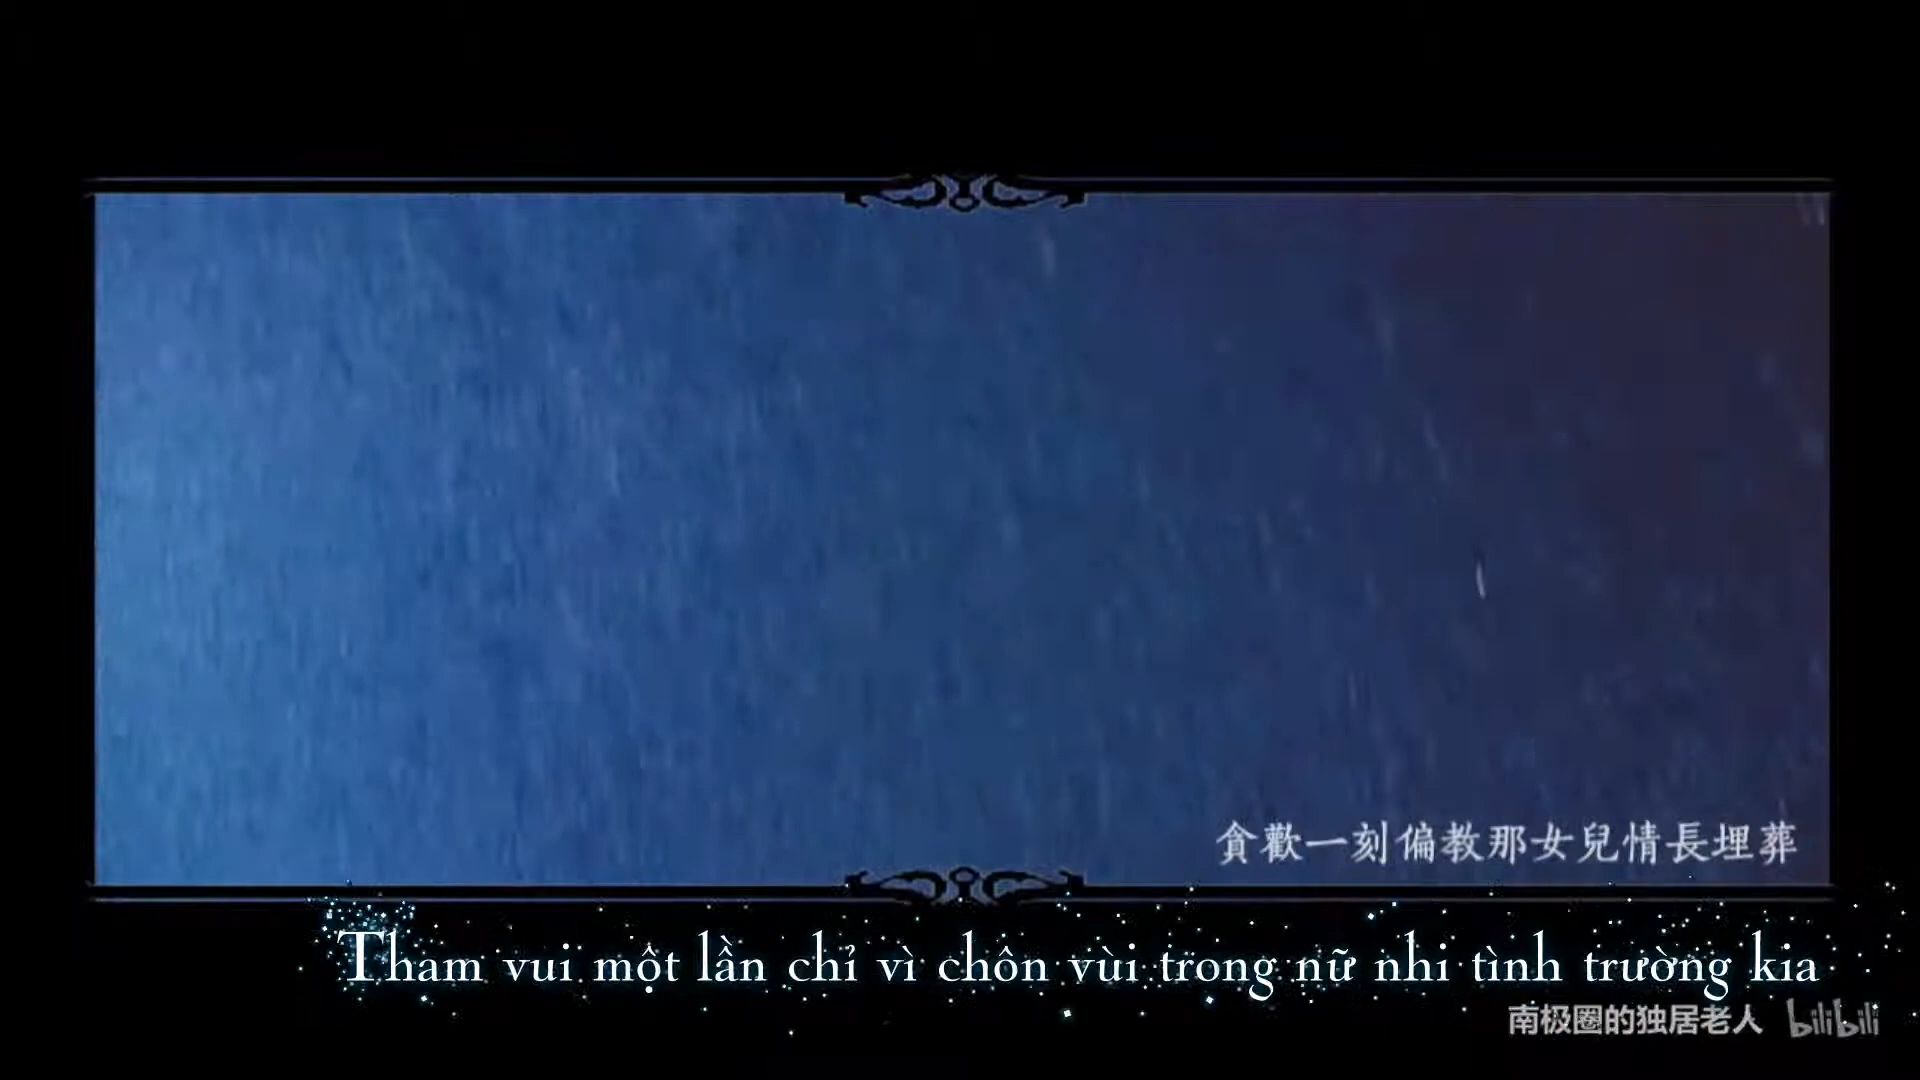 貪歡一刻偏教那女兒情長埋葬
Tham vui một lần chỉ vì chôn vùi trong nữ nhi tình trường kia
南极圈的独居老人 bilibili